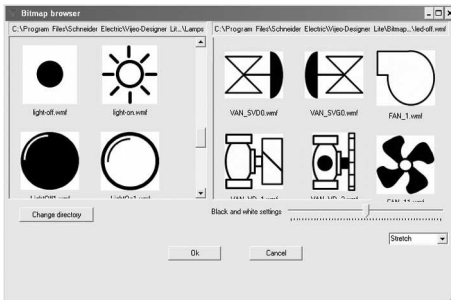 Bitmap browser
C:\Program Files\Schneider Electric\Vijeo-Designer Lit...\Lamps
C:\Program Files\Schneider Electric\Vijeo-Designer Lite\Bitmap...\led-off.wmf
light-off.wmf
light-on.wmf
VAN_SVD0.wmf
VAN_SVG0.wmf
FAN_1.wmf
Change directory
Black and white settings
Stretch
Ok
Cancel